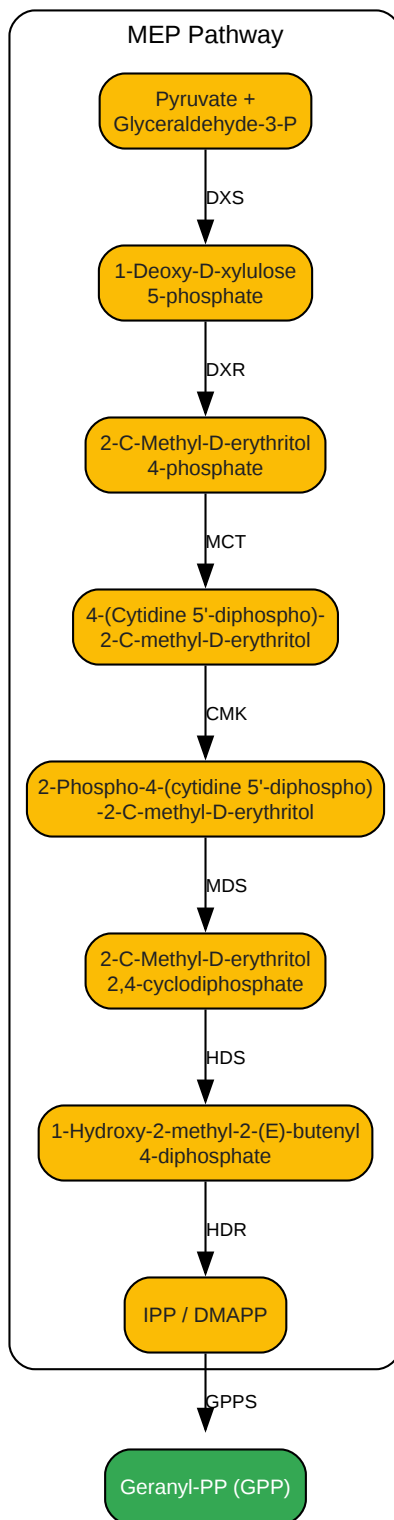 MEP Pathway
Pyruvate +
Glyceraldehyde-3-P
DXS
1-Deoxy-D-xylulose
5-phosphate
DXR
2-C-Methyl-D-erythritol
4-phosphate
MCT
4-(Cytidine 5'-diphospho)-
2-C-methyl-D-erythritol
CMK
2-Phospho-4-(cytidine 5'-diphospho)
-2-C-methyl-D-erythritol
MDS
2-C-Methyl-D-erythritol
2,4-cyclodiphosphate
HDS
1-Hydroxy-2-methyl-2-(E)-butenyl
4-diphosphate
HDR
IPP / DMAPP
GPPS
Geranyl-PP (GPP)